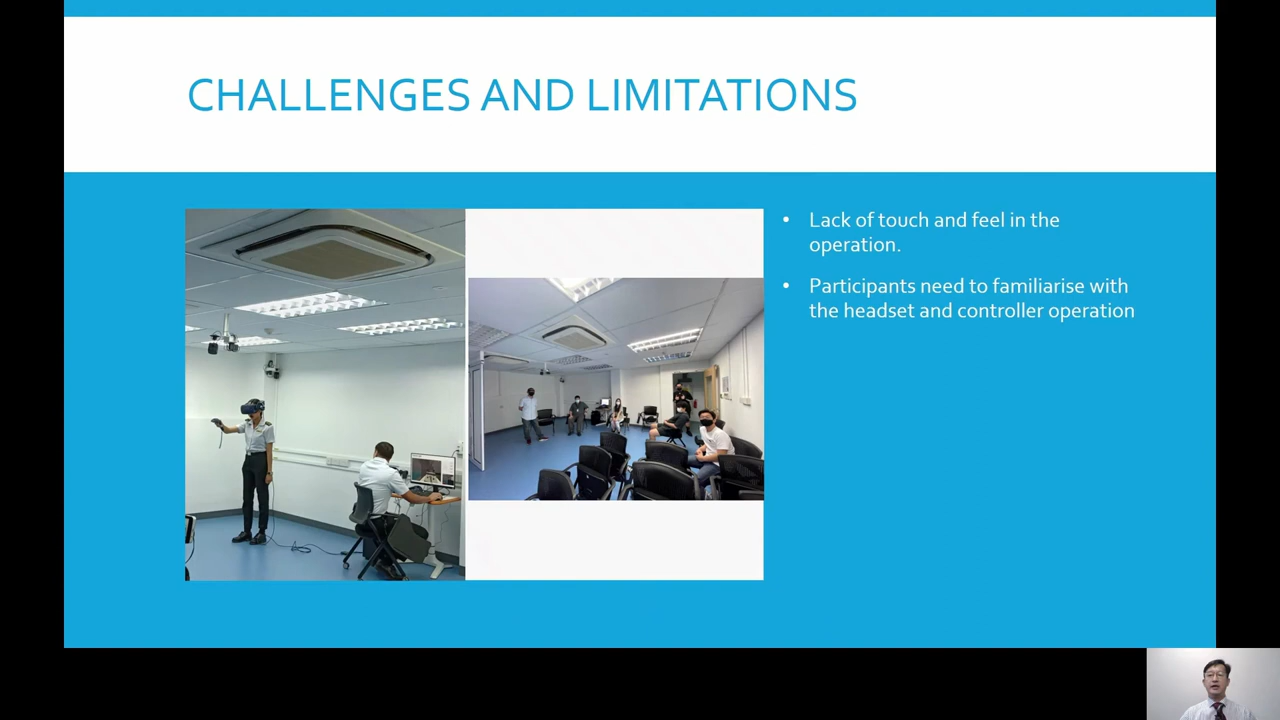 CHALLENGES AND LIMITATIONS
• Lack of touch and feel in the
operation.
• Participants need to familiarise with
the headset and controller operation